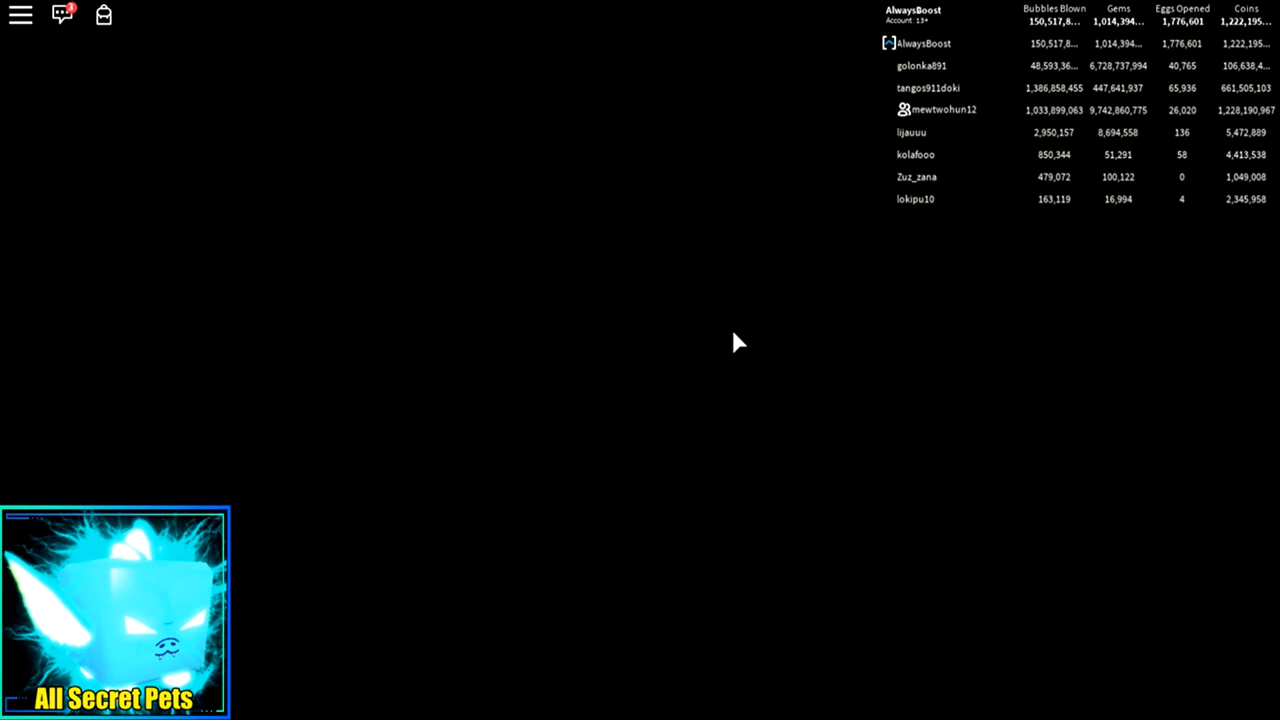 3
AlwaysBoost Bubbles Blown Gems Eggs Opened Coins
Account: 13+ 150,517,8... 1,014,394... 1,776,601 1,222,195...
AlwaysBoost 150,517,8... 1,014,394... 1,776,601 1,222,195...
golonka891 48,593,36... 6,728,737,994 40,765 106,638,4...
tangos911doki 1,386,858,455 447,641,937 65,936 661,505,103
mewtwohun12 1,033,899,063 9,742,860,775 26,020 1,228,190,967
lijauuu 2,950,157 8,694,558 136 5,472,889
kolafooo 850,344 51,291 58 4,413,538
Zuz_zana 479,072 100,122 0 1,049,008
lokipu10 163,119 16,994 4 2,345,958
All Secret Pets